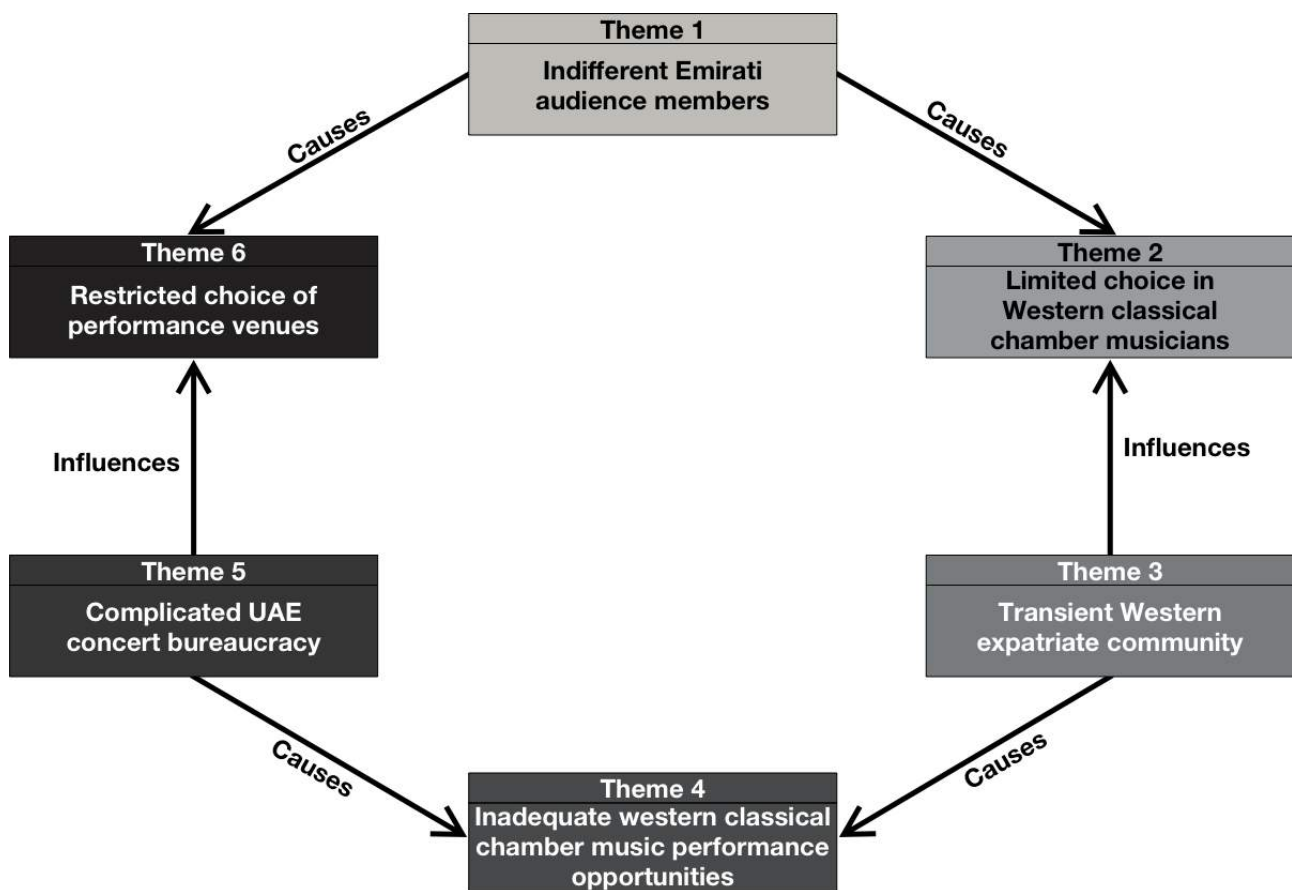 Theme 1
Indifferent Emirati
audience members
Causes
Causes
Theme 6
Restricted choice of
performance venues
Theme 2
Limited choice in
Western classical
chamber musicians
Influences
Influences
Theme 5
Complicated UAE
concert bureaucracy
Theme 3
Transient Western
expatriate community
Causes
Causes
Theme 4
Inadequate western classical
chamber music performance
opportunities